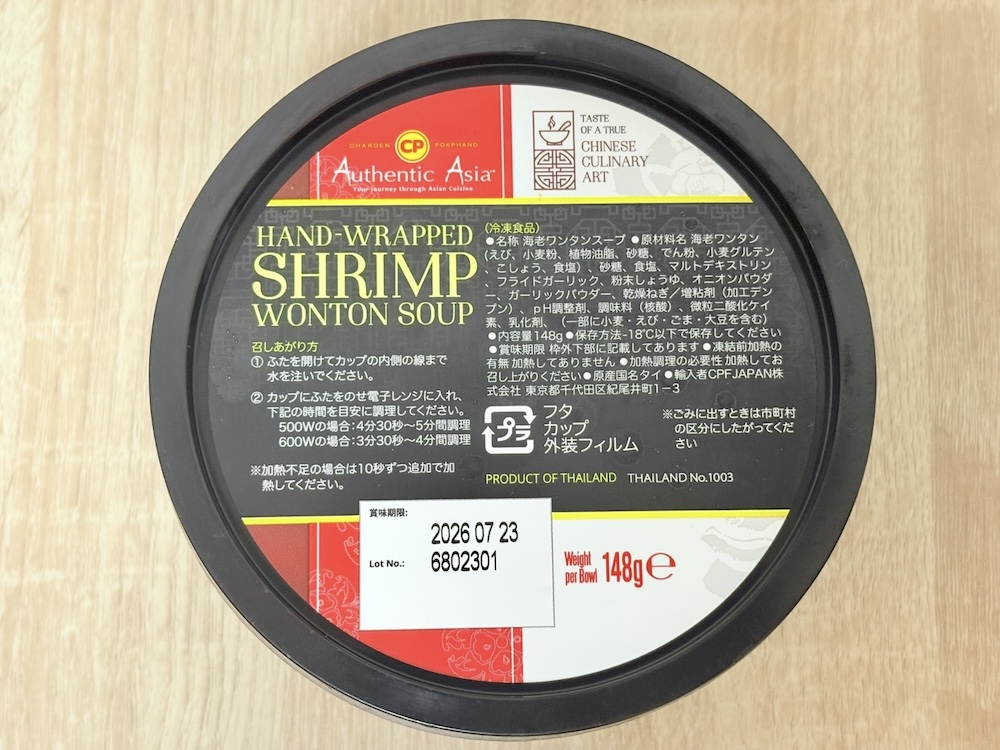 CHAROEN CP POKPHAND
Authentic Asia™
Your journey through Asian Cuisine
TASTE
OF A TRUE
CHINESE
CULINARY
ART
HAND-WRAPPED
SHRIMP
WONTON SOUP
召しあがり方
① ふたを開けてカップの内側の線まで
水を注いでください。
② カップにふたをのせ電子レンジに入れ、
下記の時間を目安に調理してください。
500Wの場合:4分30秒〜5分間調理
600Wの場合:3分30秒〜4分間調理
※加熱不足の場合は10秒ずつ追加で加
熱してください。
(冷凍食品)
●名称 海老ワンタンスープ ●原材料名 海老ワンタン
(えび、小麦粉、植物油脂、砂糖、でん粉、小麦グルテン
、こしょう、食塩)、砂糖、食塩、マルトデキストリン
、フライドガーリック、粉末しょうゆ、オニオンパウダ
ー、ガーリックパウダー、乾燥ねぎ/増粘剤(加工デン
プン)、pH調整剤、調味料(核酸)、微粒二酸化ケイ
素、乳化剤、(一部に小麦・えび・ごま・大豆を含む)
●内容量148g●保存方法-18℃以下で保存してください
●賞味期限 枠外下部に記載してあります ●凍結前加熱の
有無 加熱してありません ●加熱調理の必要性 加熱してお
召し上がりください ●原産国名タイ ●輸入者CPFJAPAN株
式会社 東京都千代田区紀尾井町1－3
プラ
フタ
カップ
外装フィルム
※ごみに出すときは市町村
の区分にしたがってくだ
さい
PRODUCT OF THAILAND THAILAND No.1003
賞味期限:
2026 07 23
Lot No.: 6802301
Weight
per Bowl 148g ℮